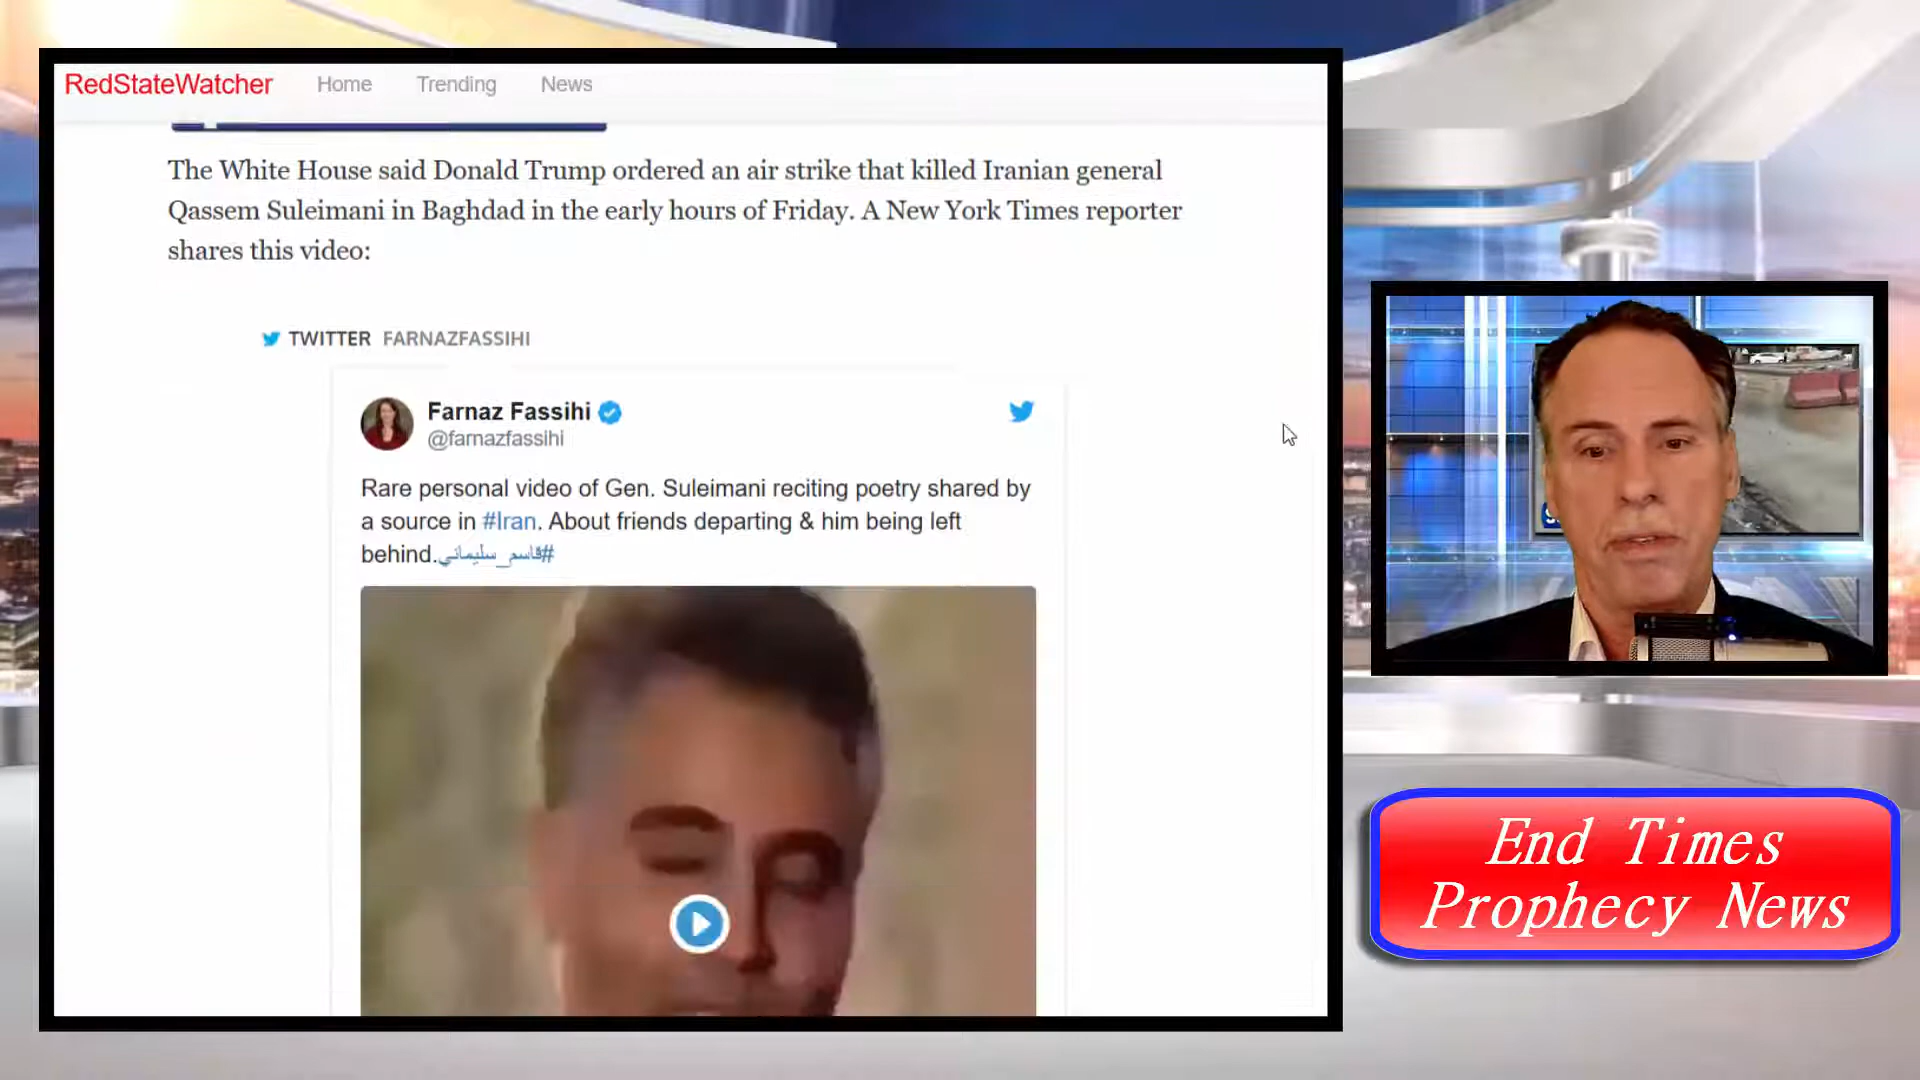 RedStateWatcher Home Trending News
The White House said Donald Trump ordered an air strike that killed Iranian general
Qassem Suleimani in Baghdad in the early hours of Friday. A New York Times reporter
shares this video:
TWITTER FARNAZFASSIHI
Farnaz Fassihi
@farnazfassihi
Rare personal video of Gen. Suleimani reciting poetry shared by
a source in #Iran. About friends departing & him being left
behind.#قاسم_سليماني
End Times
Prophecy News